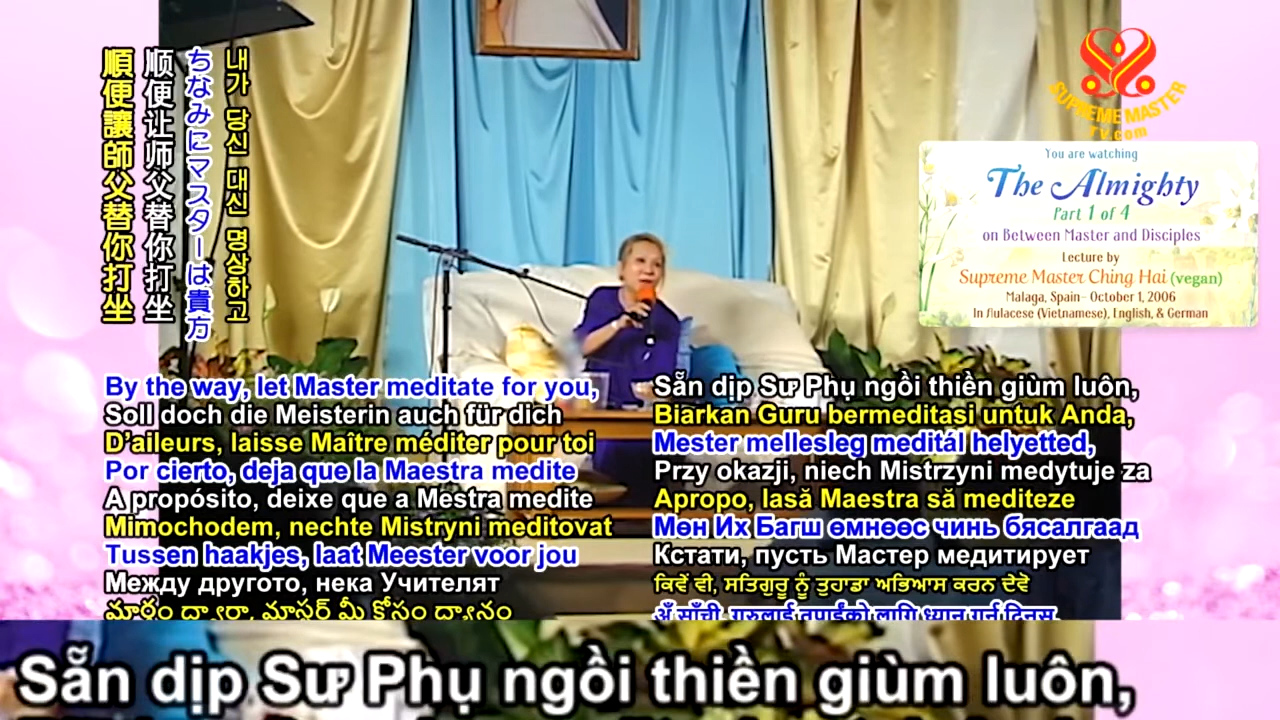 順便讓師父替你打坐
顺便让师父替你打坐
ちなみにマスターは貴方
내가 당신 대신 명상하고
SUPREME MASTER
TV.com
You are watching
The Almighty
Part 1 of 4
on Between Master and Disciples
Lecture by
Supreme Master Ching Hai (vegan)
Malaga, Spain– October 1, 2006
In Aulacese (Vietnamese), English, & German
By the way, let Master meditate for you,
Soll doch die Meisterin auch für dich
D'ailleurs, laisse Maître méditer pour toi
Por cierto, deja que la Maestra medite
A propósito, deixe que a Mestra medite
Mimochodem, nechte Mistryni meditovat
Tussen haakjes, laat Meester voor jou
Между другото, нека Учителят
మార్గం ద్వారా, మాస్టర్ మీ కోసం ధ్యానం
Sẵn dịp Sư Phụ ngồi thiền giùm luôn,
Biarkan Guru bermeditasi untuk Anda,
Mester mellesleg meditál helyetted,
Przy okazji, niech Mistrzyni medytuje za
Apropo, lasă Maestra să mediteze
Мөн Их Багш өмнөөс чинь бясалгаад
Кстати, пусть Мастер медитирует
ਕਿਵੇਂ ਵੀ, ਸਤਿਗੁਰੂ ਨੂੰ ਤੁਹਾਡਾ ਅਭਿਆਸ ਕਰਨ ਦੇਵੋ
अँ साँची, गुरुलाई तपाईंको लागि ध्यान गर्न दिनुस्
Sẵn dịp Sư Phụ ngồi thiền giùm luôn,